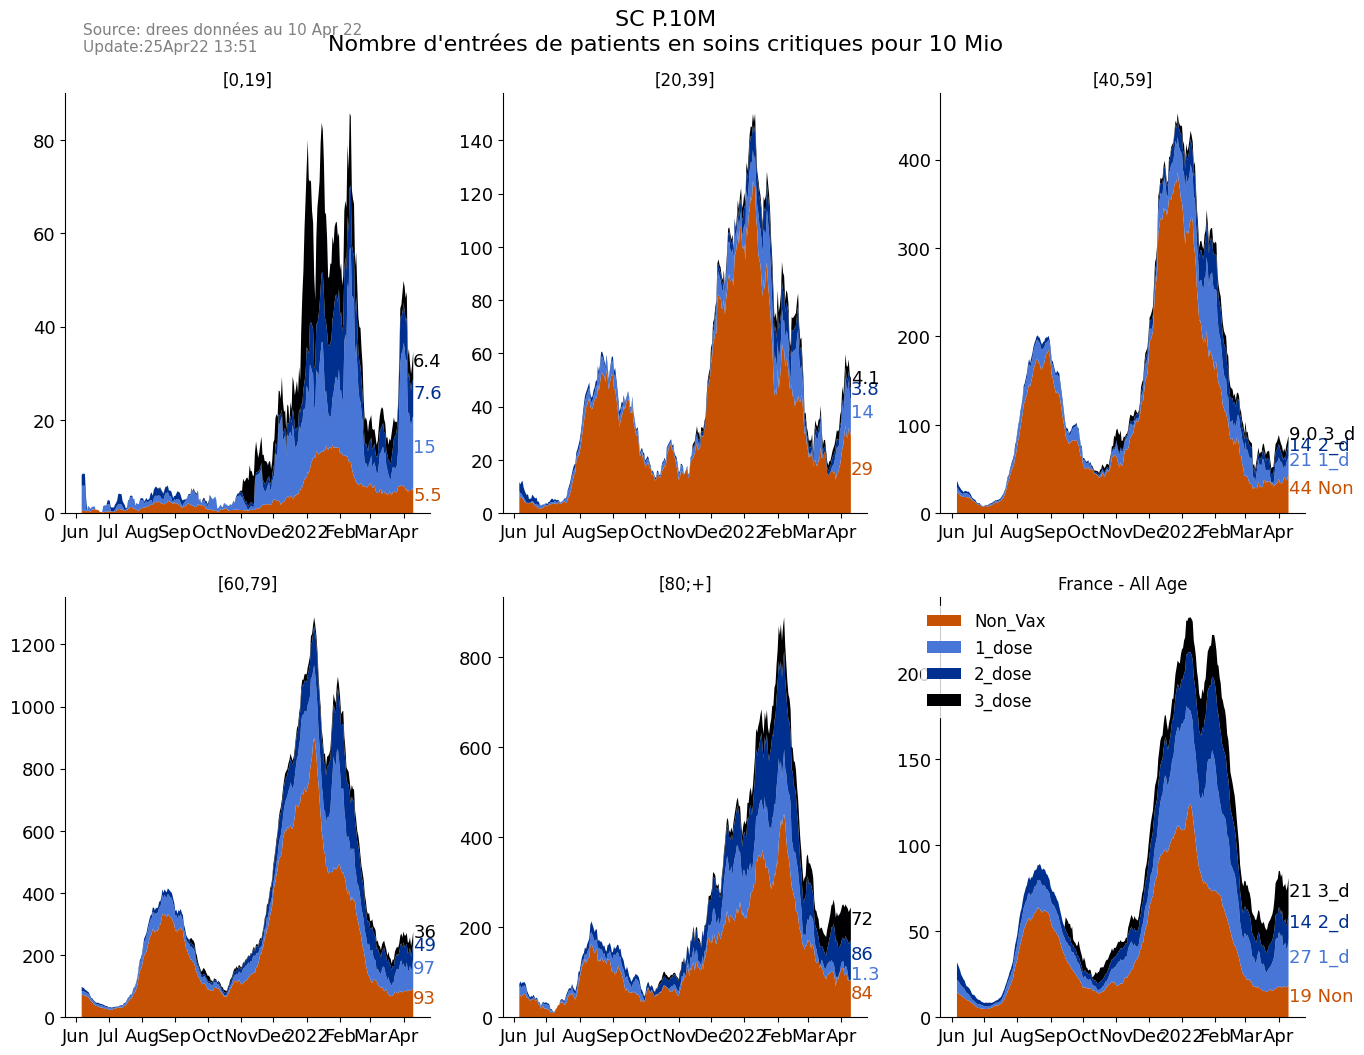 SC P.10M
Source: drees données au 10 Apr 22
Update:25Apr22 13:51
Nombre d'entrées de patients en soins critiques pour 10 Mio
[0,19]
80
60
40
20
0
6.4
7.6
15
5.5
Jun Jul Aug Sep Oct Nov Dec 2022 Feb Mar Apr
[20,39]
140
120
100
80
60
40
20
0
4.1
3.8
14
29
Jun Jul Aug Sep Oct Nov Dec 2022 Feb Mar Apr
[40,59]
400
300
200
100
0
9.0 3_d
14 2_d
21 1_d
44 Non
Jun Jul Aug Sep Oct Nov Dec 2022 Feb Mar Apr
[60,79]
1200
1000
800
600
400
200
0
36
49
97
93
Jun Jul Aug Sep Oct Nov Dec 2022 Feb Mar Apr
[80;+]
800
600
400
200
0
72
86
1.3
84
Jun Jul Aug Sep Oct Nov Dec 2022 Feb Mar Apr
France - All Age
Non_Vax
1_dose
2_dose
3_dose
200
150
100
50
0
21 3_d
54 2_d
27 1_d
19 Non
Jun Jul Aug Sep Oct Nov Dec 2022 Feb Mar Apr